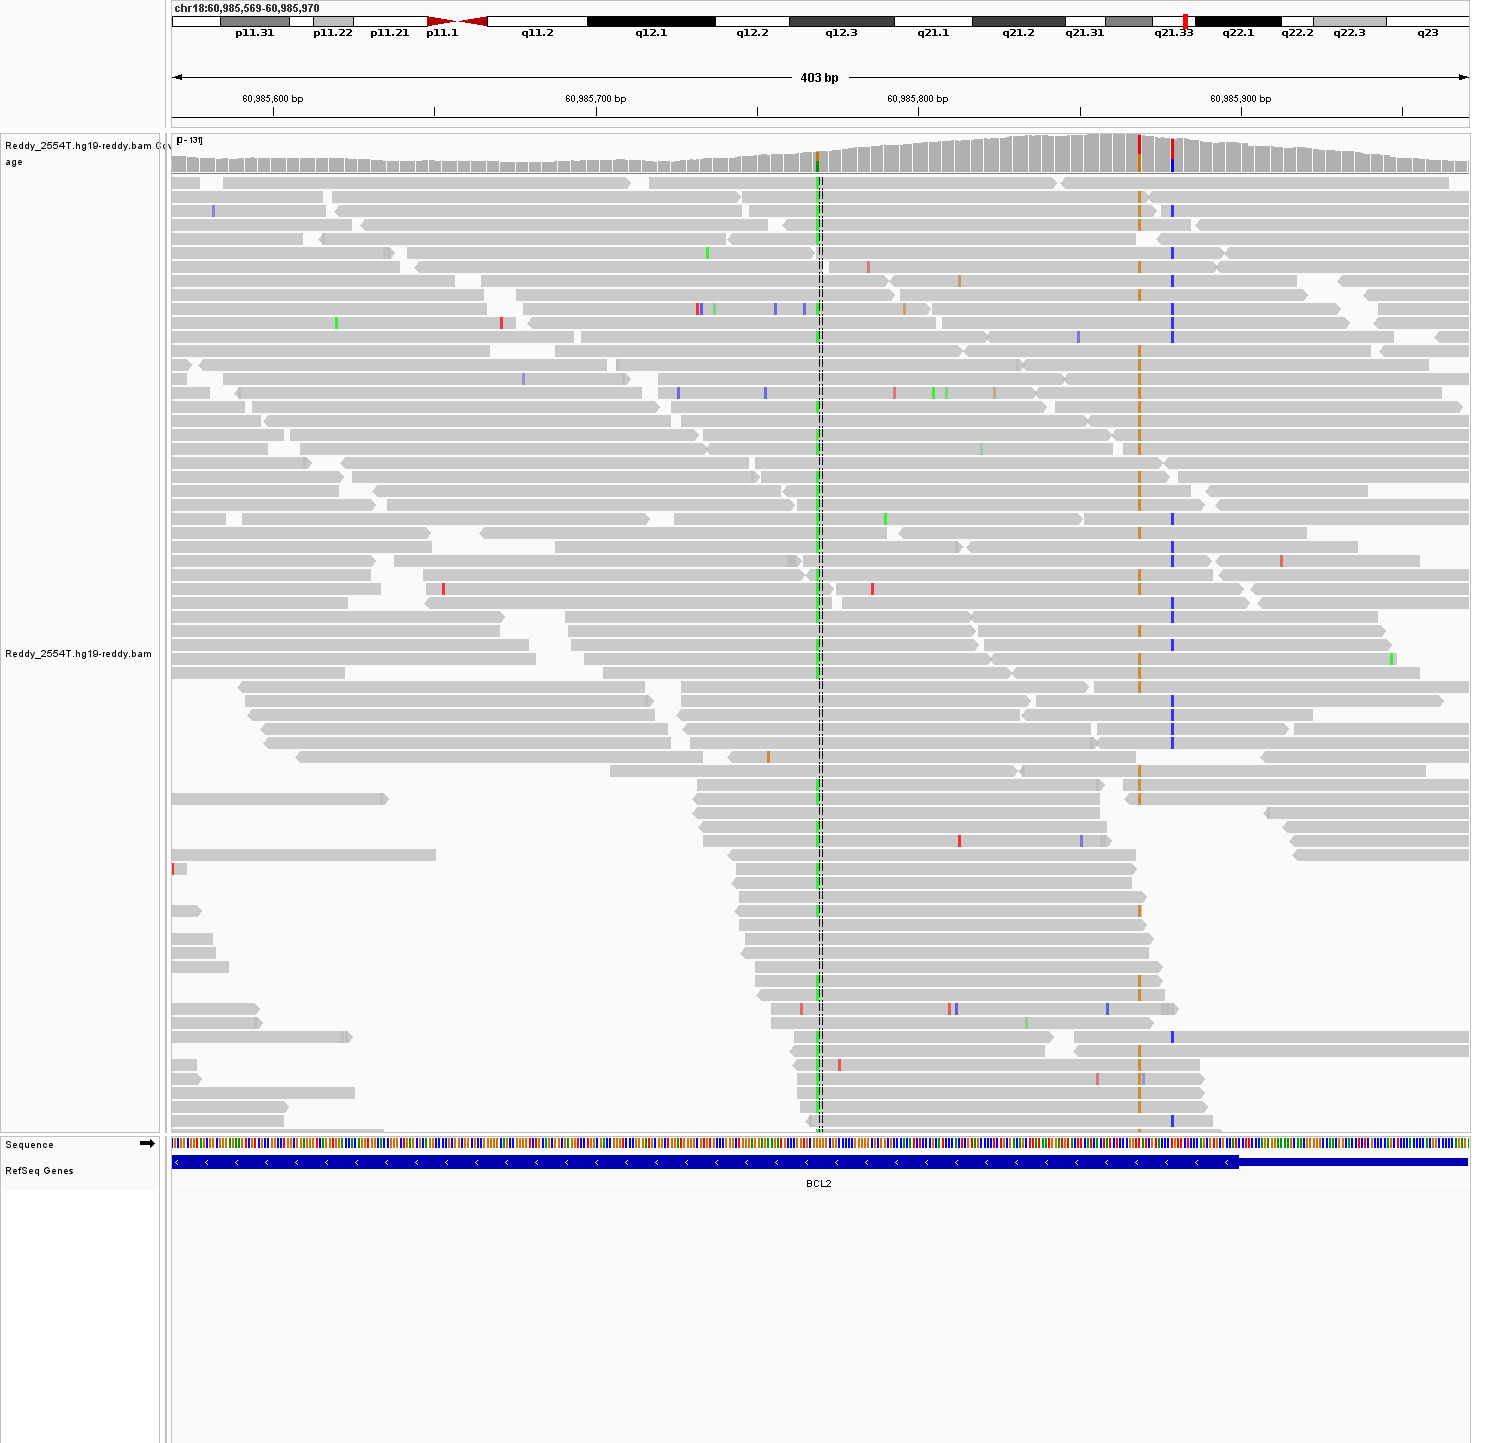 chr18:60,985,569-60,985,970
p11.31 p11.22 p11.21 p11.1 q11.2 q12.1 q12.2 q12.3 q21.1 q21.2 q21.31 q21.33 q22.1 q22.2 q22.3 q23
403 bp
60,985,600 bp 60,985,700 bp 60,985,800 bp 60,985,900 bp
Reddy_2554T.hg19-reddy.bam Cov
age
[0 - 131]
Reddy_2554T.hg19-reddy.bam
Sequence
RefSeq Genes
BCL2